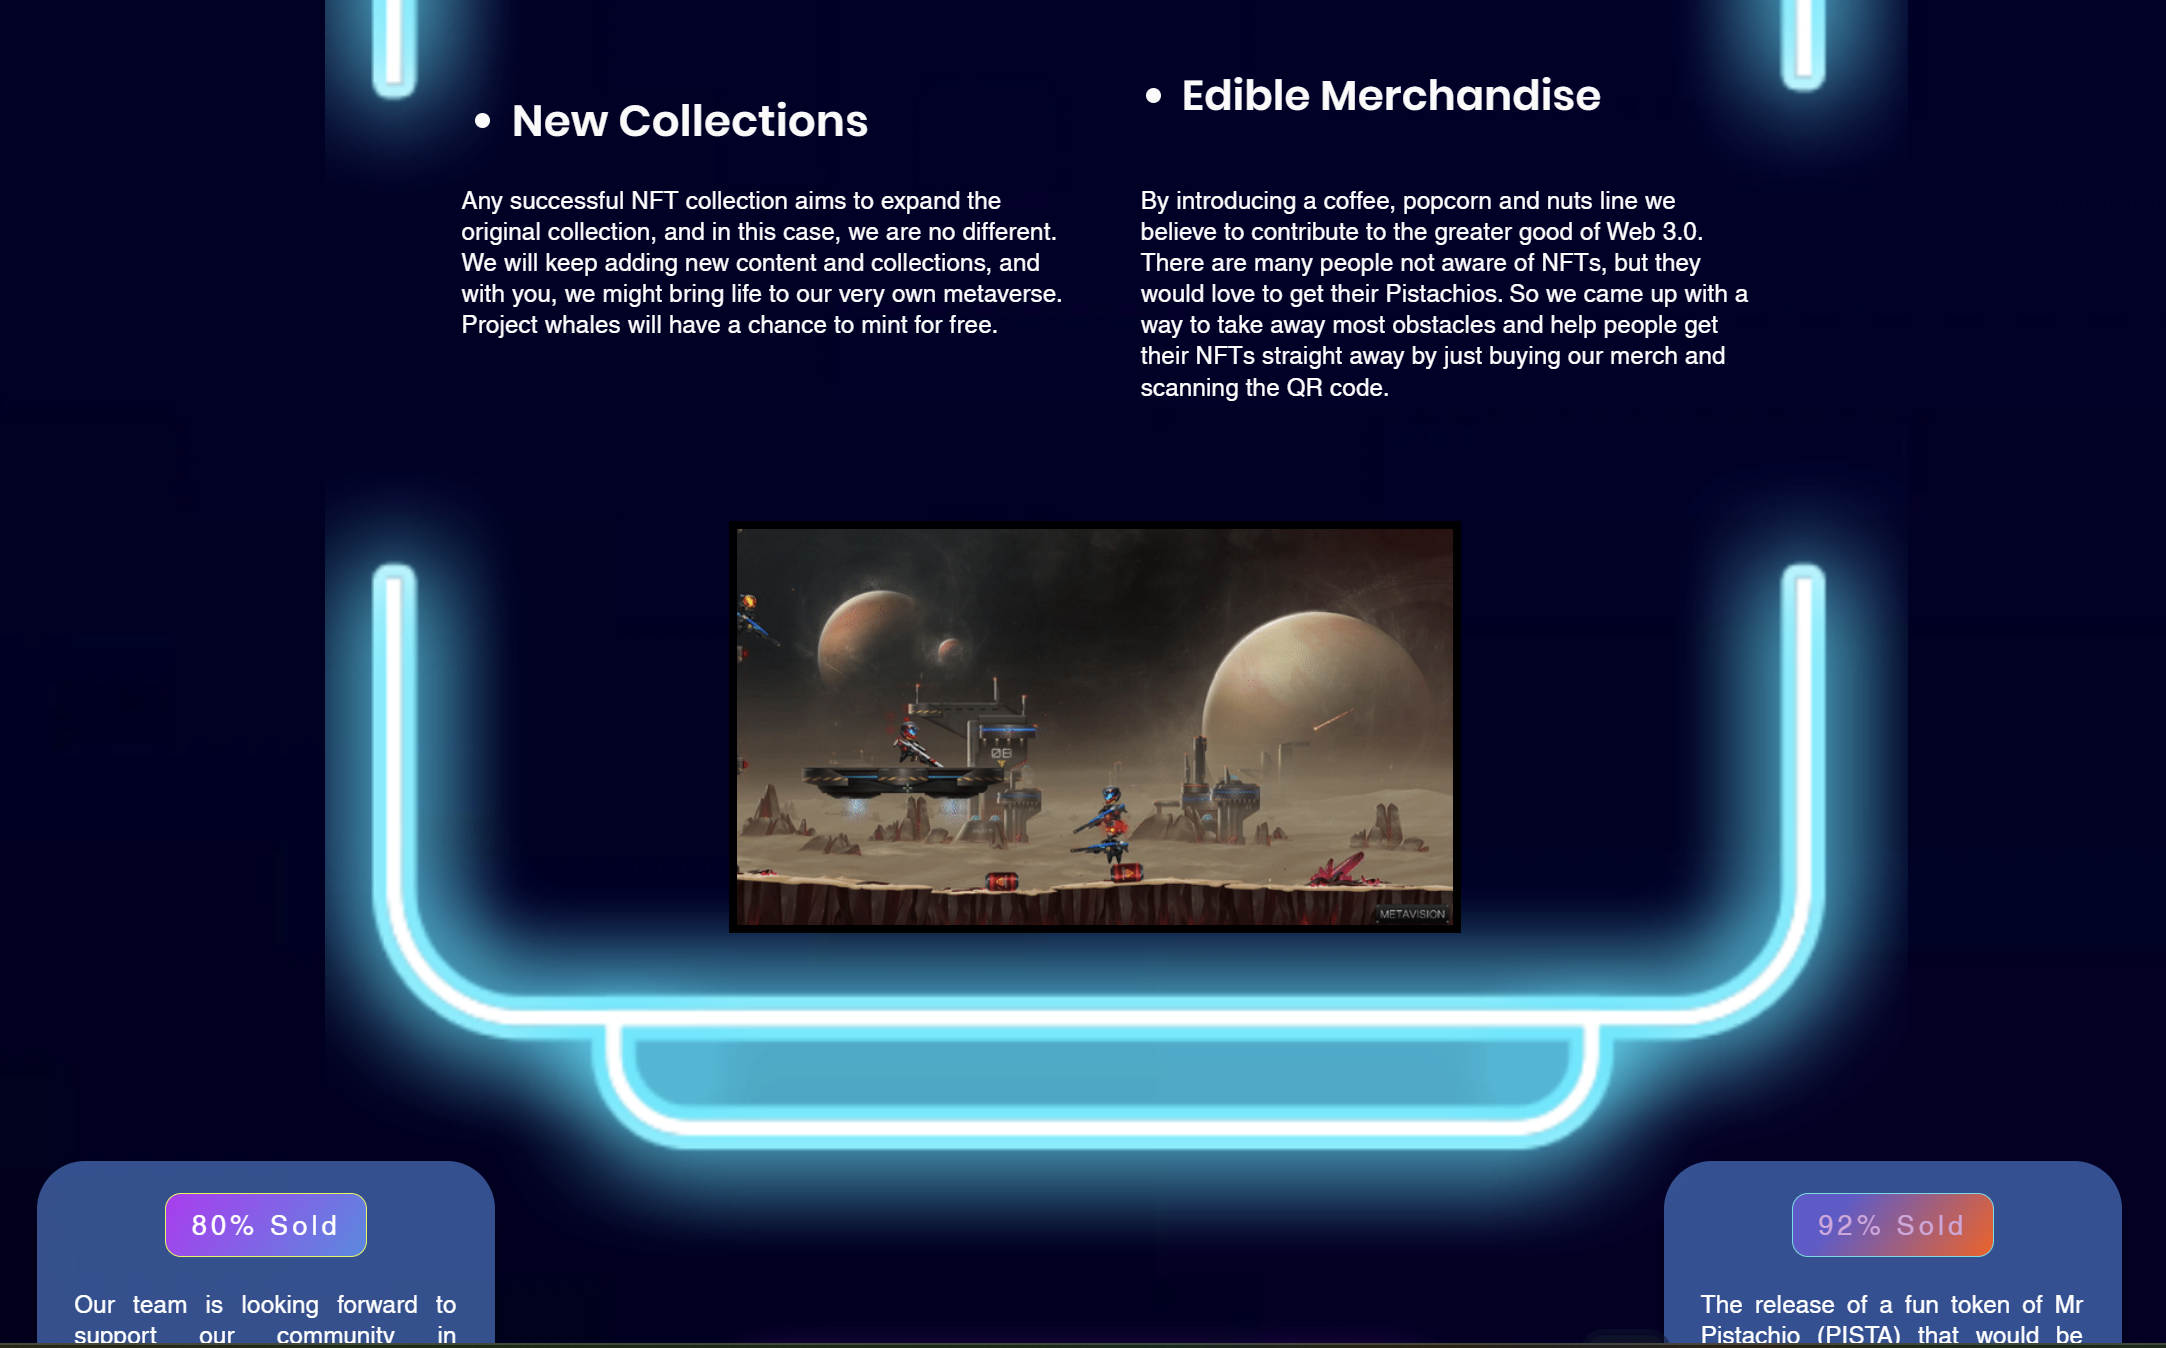 New Collections
Edible Merchandise
Any successful NFT collection aims to expand the
original collection, and in this case, we are no different.
We will keep adding new content and collections, and
with you, we might bring life to our very own metaverse.
Project whales will have a chance to mint for free.
By introducing a coffee, popcorn and nuts line we
believe to contribute to the greater good of Web 3.0.
There are many people not aware of NFTs, but they
would love to get their Pistachios. So we came up with a
way to take away most obstacles and help people get
their NFTs straight away by just buying our merch and
scanning the QR code.
METAVISION
80% Sold
Our team is looking forward to
support our community in
92% Sold
The release of a fun token of Mr
Pistachio (PISTA) that would be